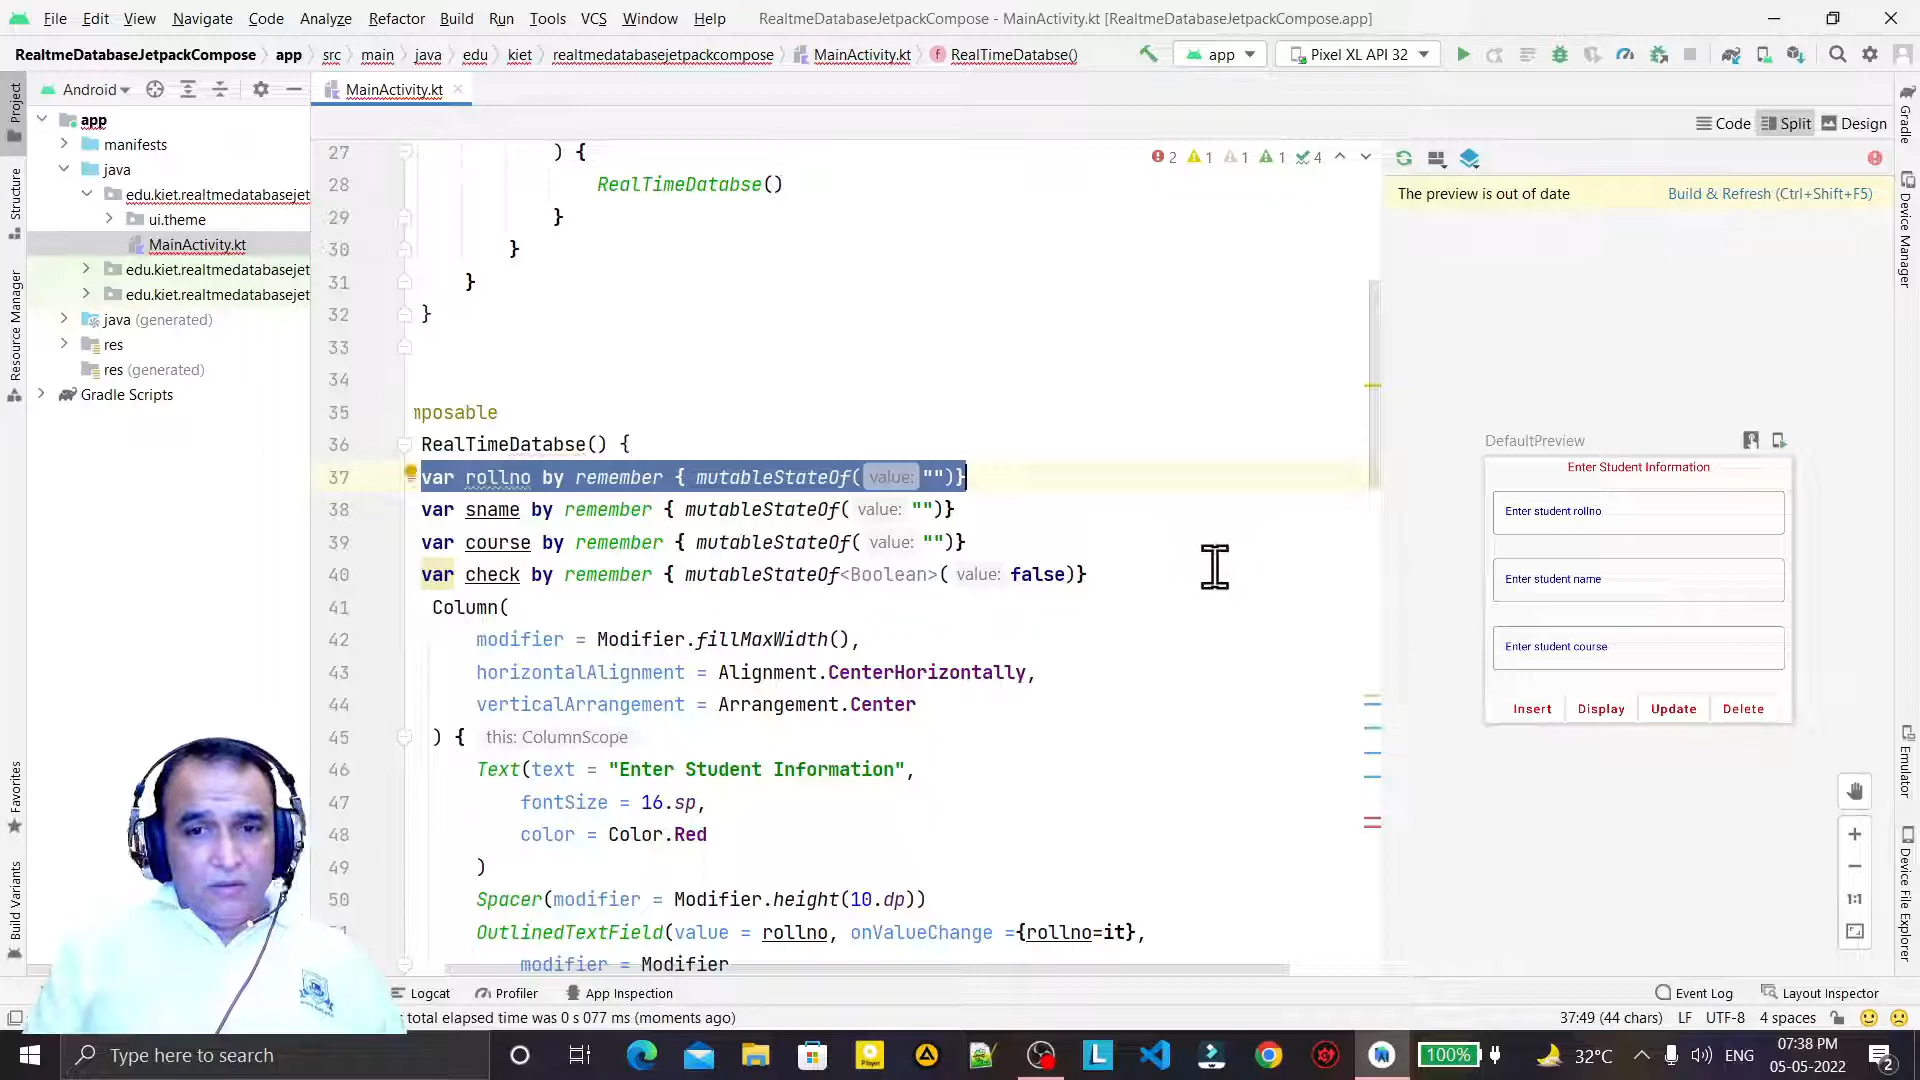 File Edit View Navigate Code Analyze Refactor Build Run Tools VCS Window Help RealtmeDatabaseJetpackCompose - MainActivity.kt [RealtmeDatabaseJetpackCompose.app]
RealtmeDatabaseJetpackCompose app src main java edu kiet realtmedatabasejetpackcompose MainActivity.kt RealTimeDatabse() app Pixel XL API 32
Android MainActivity.kt
Code Split Design
Project
Structure
Resource Manager
Favorites
Build Variants
app
manifests
java
edu.kiet.realtmedatabasejet
ui.theme
MainActivity.kt
edu.kiet.realtmedatabasejet
edu.kiet.realtmedatabasejet
java (generated)
res
res (generated)
Gradle Scripts
2 1 1 1 4
27 ) {
28 RealTimeDatabse()
29 }
30 }
31 }
32 }
33
34
35 mposable
36 RealTimeDatabse() {
37 var rollno by remember { mutableStateOf( value: "")}
38 var sname by remember { mutableStateOf( value: "")}
39 var course by remember { mutableStateOf( value: "")}
40 var check by remember { mutableStateOf<Boolean>( value: false)}
41 Column(
42 modifier = Modifier.fillMaxWidth(),
43 horizontalAlignment = Alignment.CenterHorizontally,
44 verticalArrangement = Arrangement.Center
45 ) { this: ColumnScope
46 Text(text = "Enter Student Information",
47 fontSize = 16.sp,
48 color = Color.Red
49 )
50 Spacer(modifier = Modifier.height(10.dp))
OutlinedTextField(value = rollno, onValueChange ={rollno=it},
modifier = Modifier
The preview is out of date Build & Refresh (Ctrl+Shift+F5)
DefaultPreview
Enter Student Information
Enter student rollno
Enter student name
Enter student course
Insert Display Update Delete
1:1
Gradle
Device Manager
Emulator
Device File Explorer
Logcat Profiler App Inspection Event Log Layout Inspector
total elapsed time was 0 s 077 ms (moments ago) 37:49 (44 chars) LF UTF-8 4 spaces
Type here to search 100% 32°C ENG 07:38 PM
05-05-2022
2